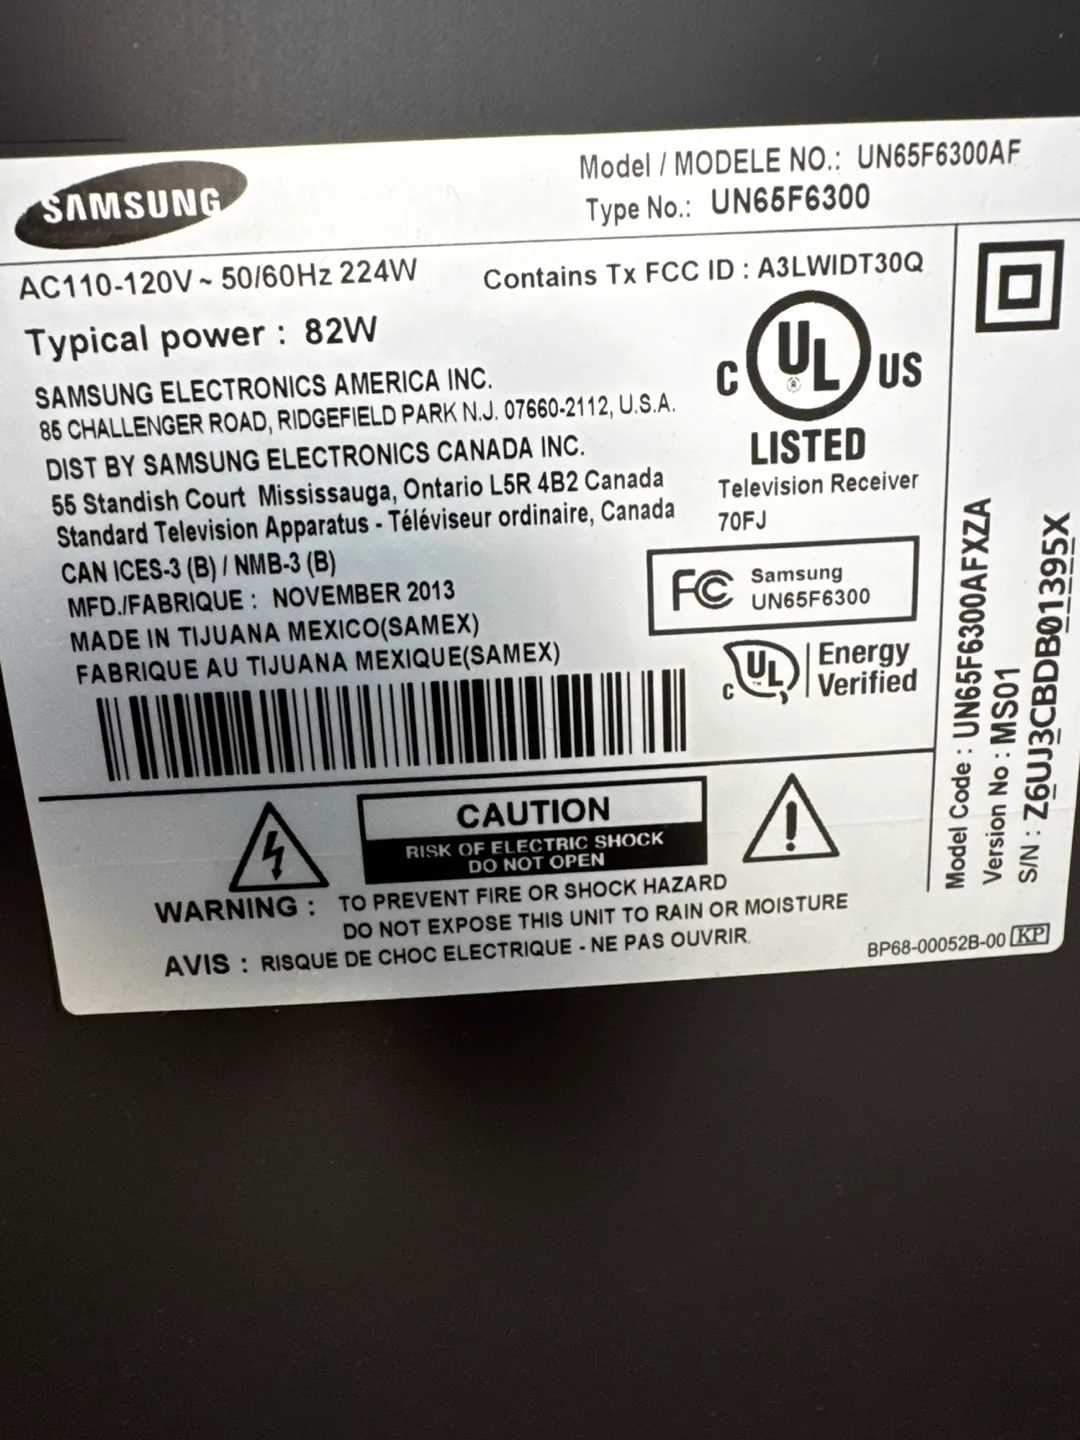 SAMSUNG
Model / MODELE NO.: UN65F6300AF
Type No.: UN65F6300
AC110-120V ~ 50/60Hz 224W
Contains Tx FCC ID : A3LWIDT30Q
Typical power : 82W
SAMSUNG ELECTRONICS AMERICA INC.
85 CHALLENGER ROAD, RIDGEFIELD PARK N.J. 07660-2112, U.S.A.
DIST BY SAMSUNG ELECTRONICS CANADA INC.
55 Standish Court Mississauga, Ontario L5R 4B2 Canada
Standard Television Apparatus - Téléviseur ordinaire, Canada
CAN ICES-3 (B) / NMB-3 (B)
MFD./FABRIQUE : NOVEMBER 2013
MADE IN TIJUANA MEXICO(SAMEX)
FABRIQUE AU TIJUANA MEXIQUE(SAMEX)
C UL ® US
LISTED
Television Receiver
70FJ
FC Samsung
UN65F6300
C UL Energy
Verified
CAUTION
RISK OF ELECTRIC SHOCK
DO NOT OPEN
WARNING : TO PREVENT FIRE OR SHOCK HAZARD
DO NOT EXPOSE THIS UNIT TO RAIN OR MOISTURE
AVIS : RISQUE DE CHOC ELECTRIQUE - NE PAS OUVRIR.
BP68-00052B-00 KP
Model Code : UN65F6300AFXZA
Version No : MS01
S/N : Z6UJ3CBDB01395X